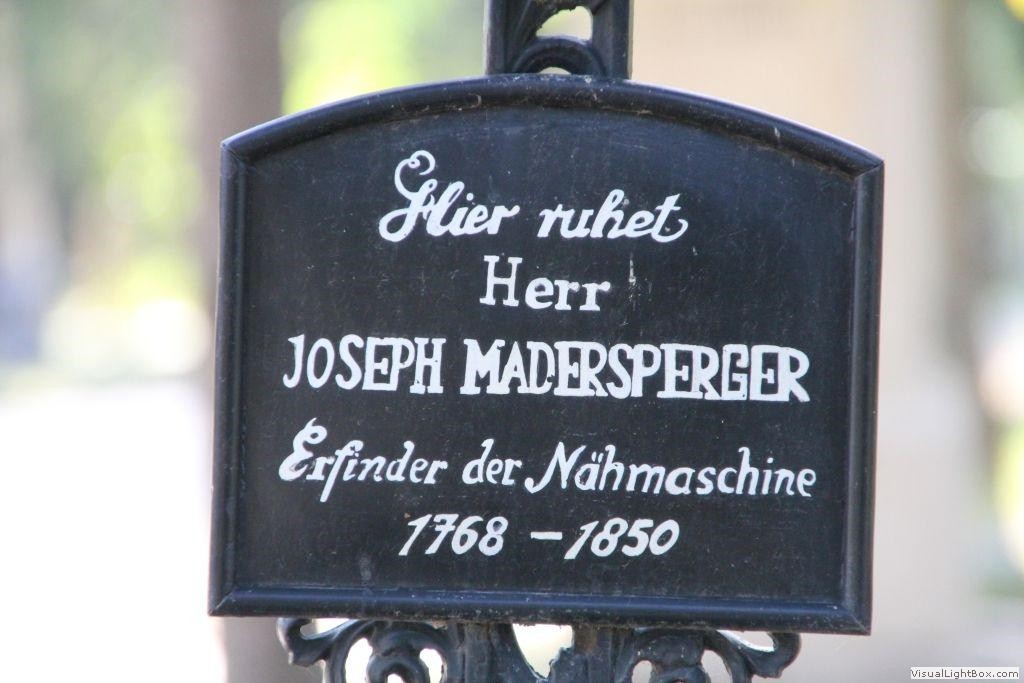 Hier ruhet
Herr
JOSEPH MADERSPERGER
Erfinder der Nähmaschine
1768 – 1850
VisualLightBox.com